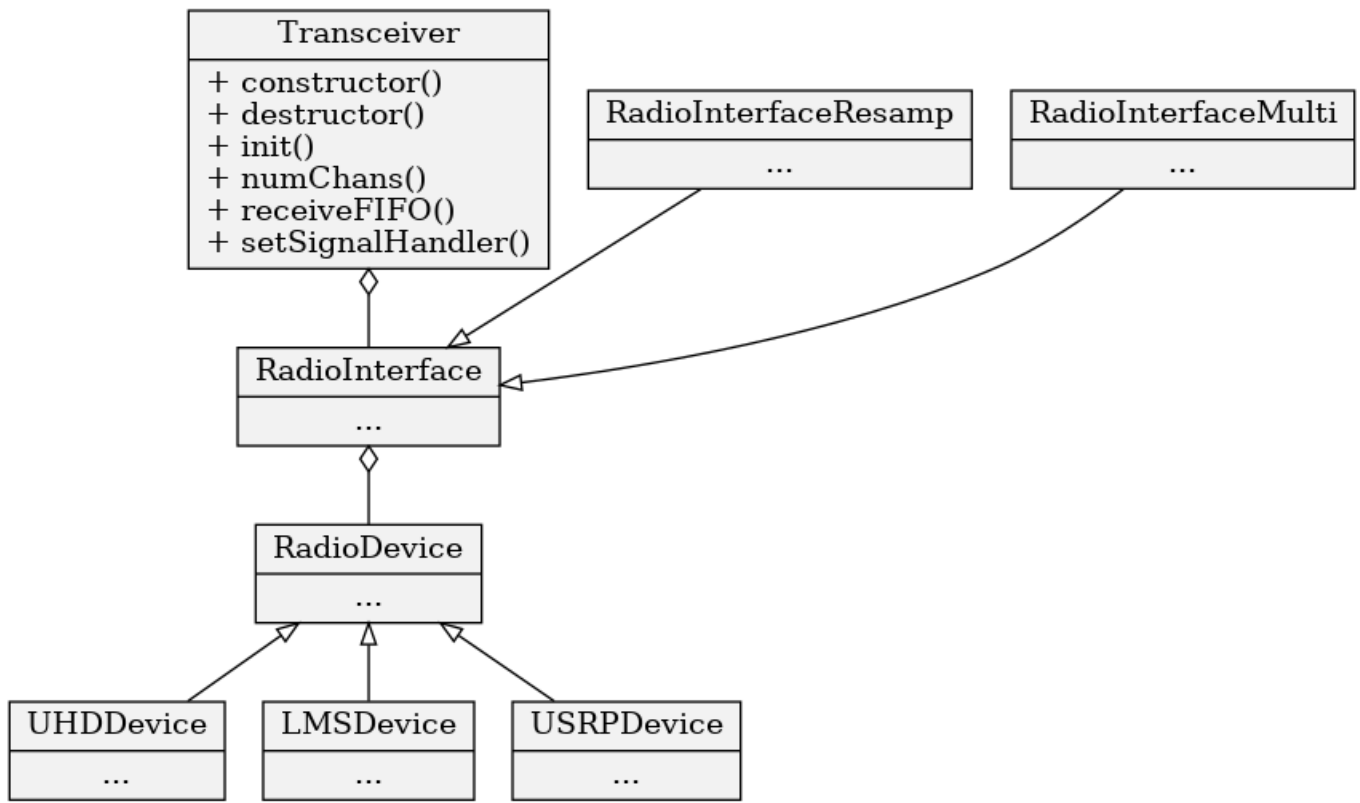 Transceiver
+ constructor()
+ destructor()
+ init()
+ numChans()
+ receiveFIFO()
+ setSignalHandler()
RadioInterfaceResamp
...
RadioInterfaceMulti
...
RadioInterface
...
RadioDevice
...
UHDDevice
...
LMSDevice
...
USRPDevice
...